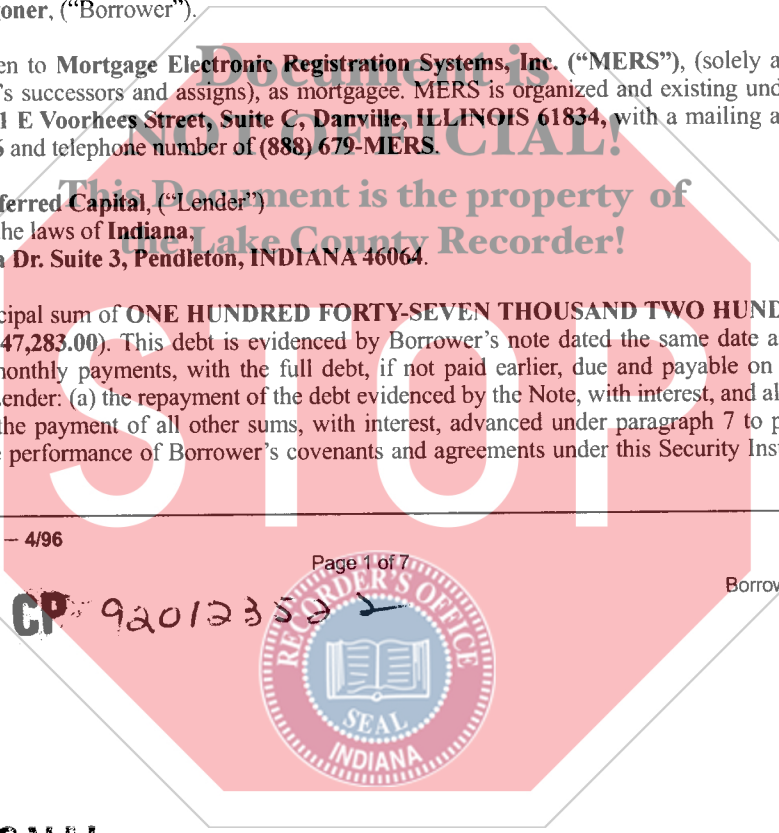 oner, ("Borrower").
en to Mortgage Electronic Registration Systems, Inc. ("MERS"), (solely a
's successors and assigns), as mortgagee. MERS is organized and existing und
1 E Voorhees Street, Suite C, Danville, ILLINOIS 61834, with a mailing a
and telephone number of (888) 679-MERS.
ferred Capital, ("Lender")
he laws of Indiana,
a Dr. Suite 3, Pendleton, INDIANA 46064.
Document is
NOT OFFICIAL!
This Document is the property of
the Lake County Recorder!
cipal sum of ONE HUNDRED FORTY-SEVEN THOUSAND TWO HUND
47,283.00). This debt is evidenced by Borrower's note dated the same date a
onthly payments, with the full debt, if not paid earlier, due and payable on
ender: (a) the repayment of the debt evidenced by the Note, with interest, and al
the payment of all other sums, with interest, advanced under paragraph 7 to p
e performance of Borrower's covenants and agreements under this Security Inst
STOP
– 4/96
Page 1 of 7
Borrow
CP 920123522
RECORDER'S OFFICE
SEAL
INDIANA